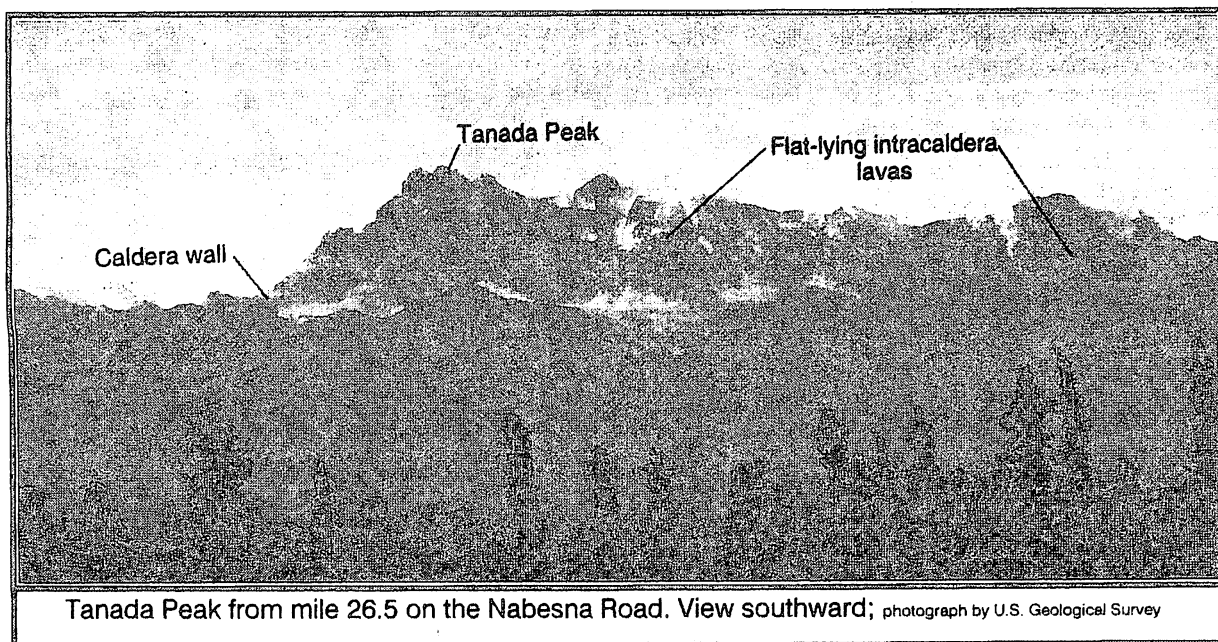 Tanada Peak
Flat-lying intracaldera
lavas
Caldera wall
Tanada Peak from mile 26.5 on the Nabesna Road. View southward; photograph by U.S. Geological Survey